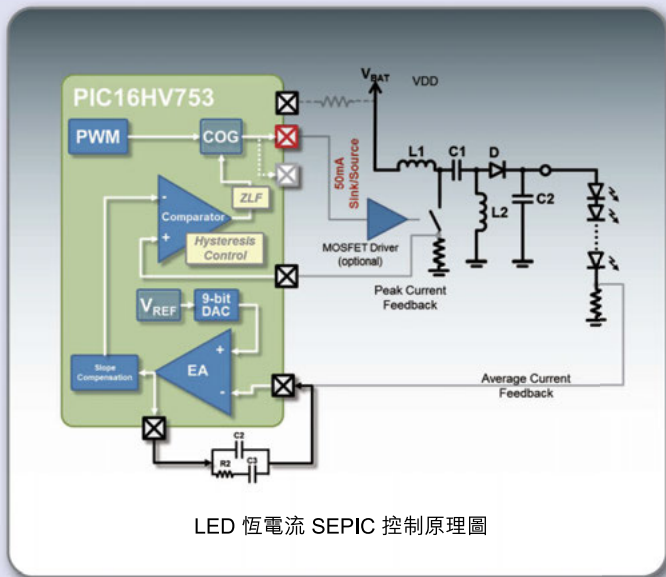 PIC16HV753
PWM
COG
ZLF
-
Comparator
+
Hysteresis
Control
VREF
9-bit
DAC
+
EA
-
Slope
Compensation
C2
R2
C3
50mA
Sink/Source
VBAT
VDD
L1
C1
D
L2
C2
MOSFET Driver
(optional)
Peak Current
Feedback
Average Current
Feedback
LED 恆電流 SEPIC 控制原理圖